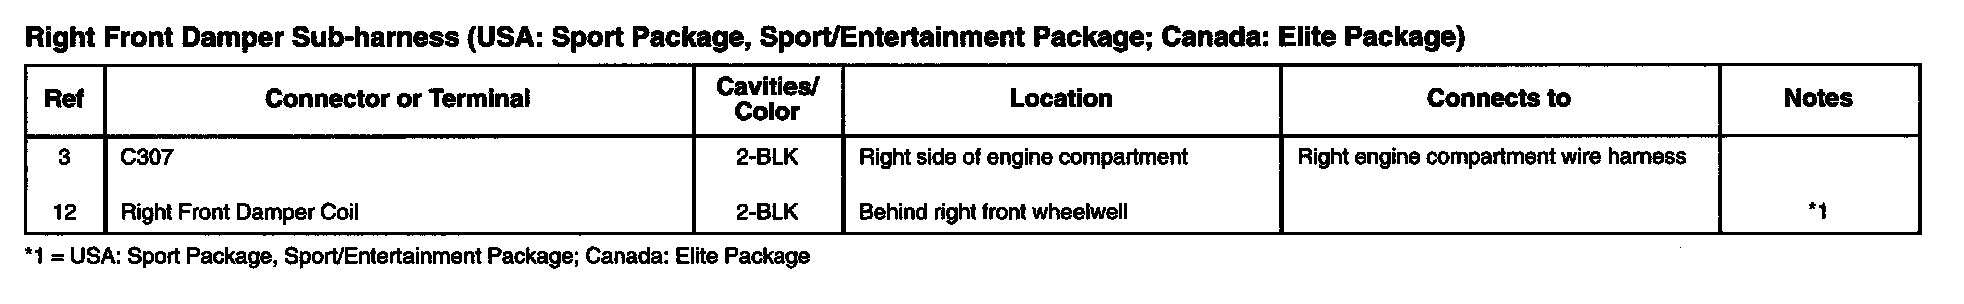 Right Front Damper Sub-harness (USA: Sport Package, Sport/Entertainment Package; Canada: Elite Package)
Ref Connector or Terminal Cavities/ Color Location Connects to Notes
3 C307 2-BLK Right side of engine compartment Right engine compartment wire harness
12 Right Front Damper Coil 2-BLK Behind right front wheelwell *1
*1 = USA: Sport Package, Sport/Entertainment Package; Canada: Elite Package